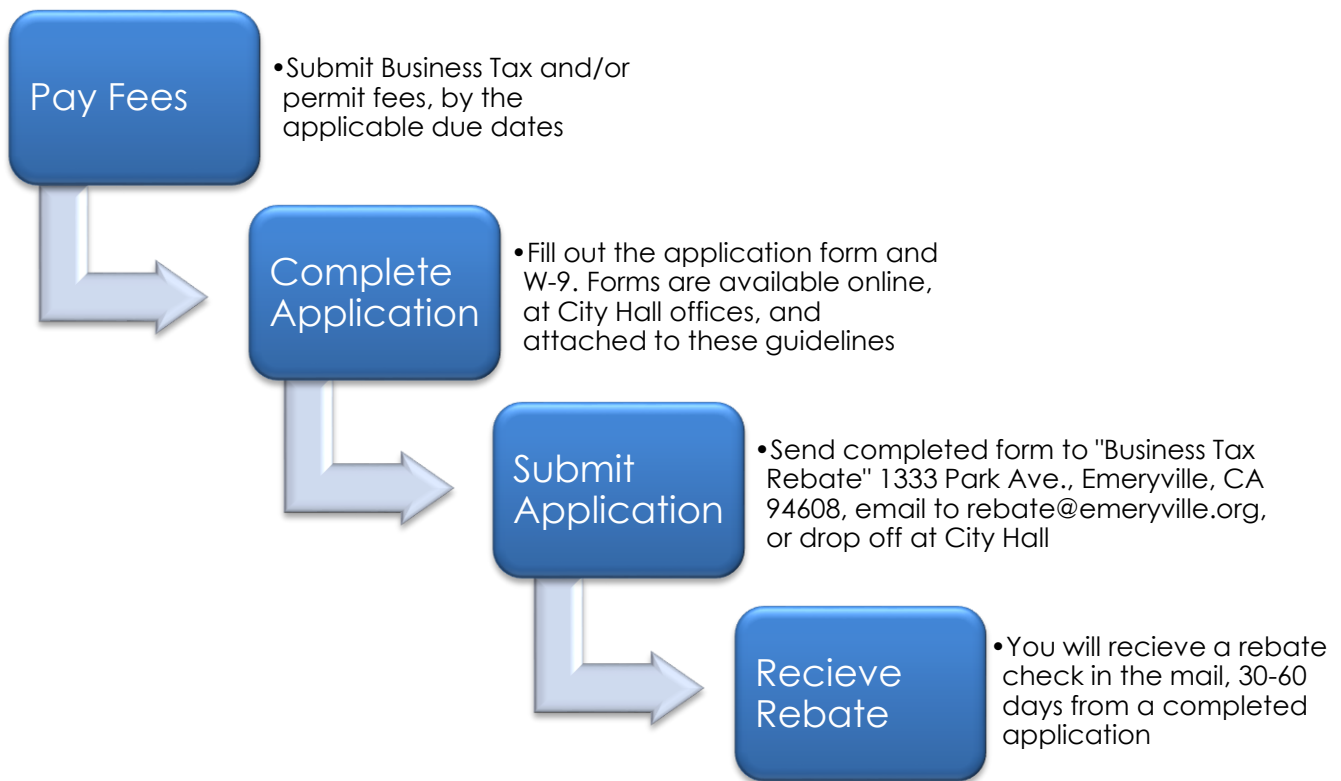 Pay Fees
•Submit Business Tax and/or
permit fees, by the
applicable due dates
Complete
Application
•Fill out the application form and
W-9. Forms are available online,
at City Hall offices, and
attached to these guidelines
Submit
Application
•Send completed form to "Business Tax
Rebate" 1333 Park Ave., Emeryville, CA
94608, email to rebate@emeryville.org,
or drop off at City Hall
Recieve
Rebate
•You will recieve a rebate
check in the mail, 30-60
days from a completed
application